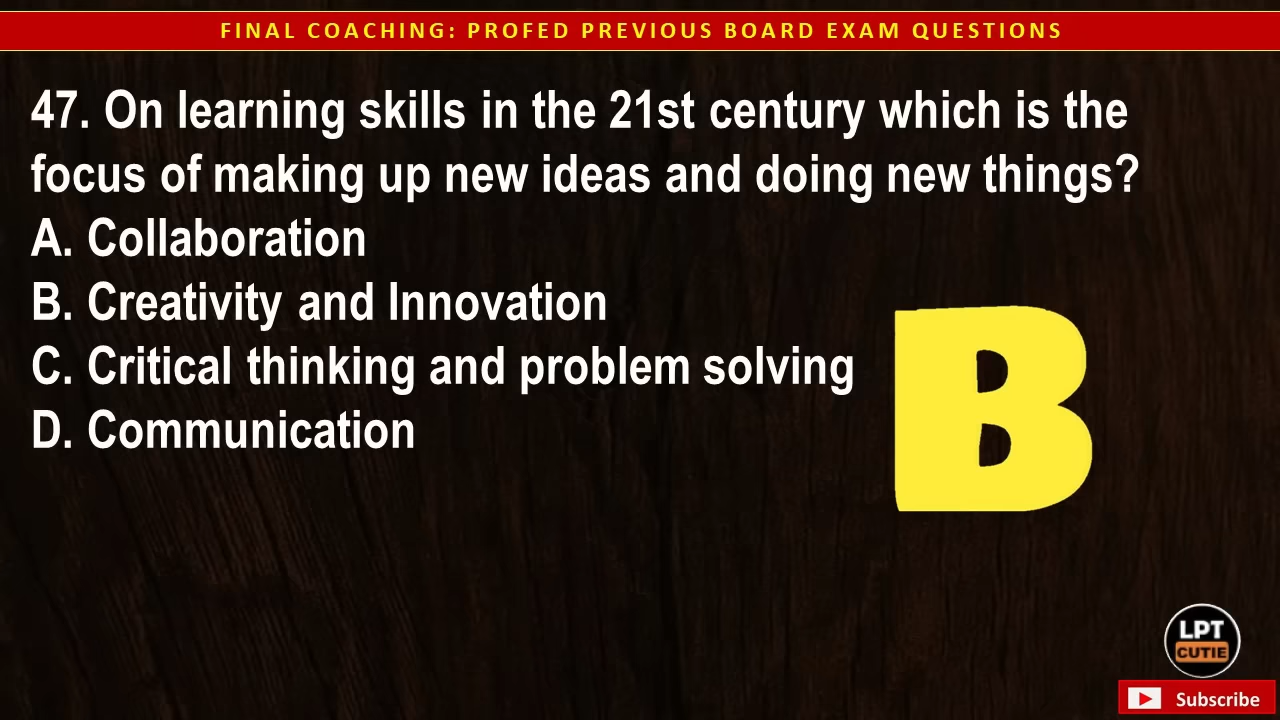 FINAL COACHING: PROFED PREVIOUS BOARD EXAM QUESTIONS
47. On learning skills in the 21st century which is the
focus of making up new ideas and doing new things?
A. Collaboration
B. Creativity and Innovation
C. Critical thinking and problem solving
D. Communication
B
LPT
CUTIE
Subscribe